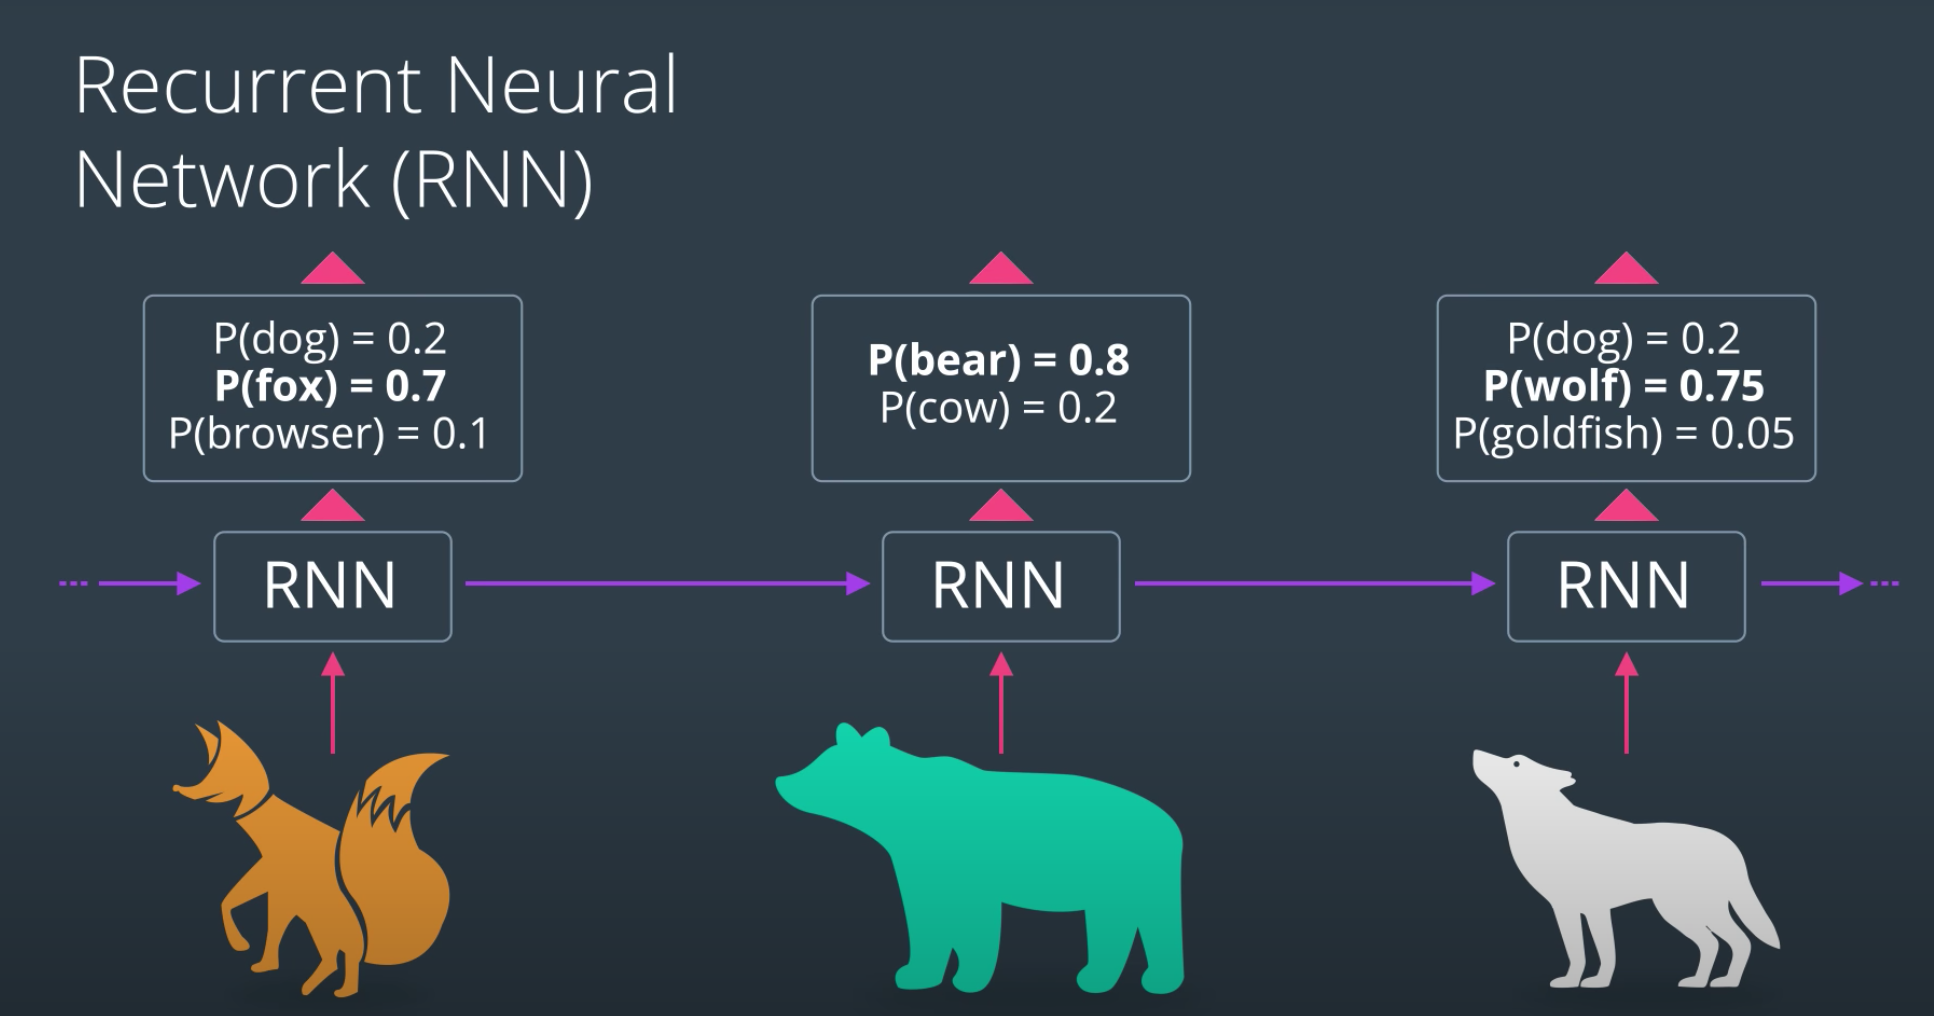 Recurrent Neural
Network (RNN)
P(dog) = 0.2
P(fox) = 0.7
P(browser) = 0.1
P(bear) = 0.8
P(cow) = 0.2
P(dog) = 0.2
P(wolf) = 0.75
P(goldfish) = 0.05
RNN
RNN
RNN